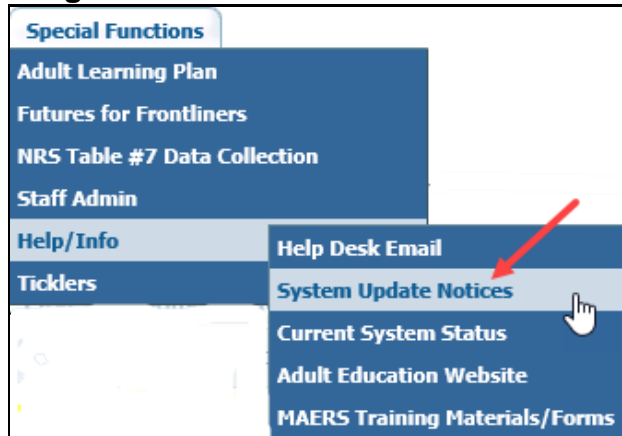 Special Functions
Adult Learning Plan
Futures for Frontliners
NRS Table #7 Data Collection
Staff Admin
Help/Info
Ticklers
Help Desk Email
System Update Notices
Current System Status
Adult Education Website
MAERS Training Materials/Forms